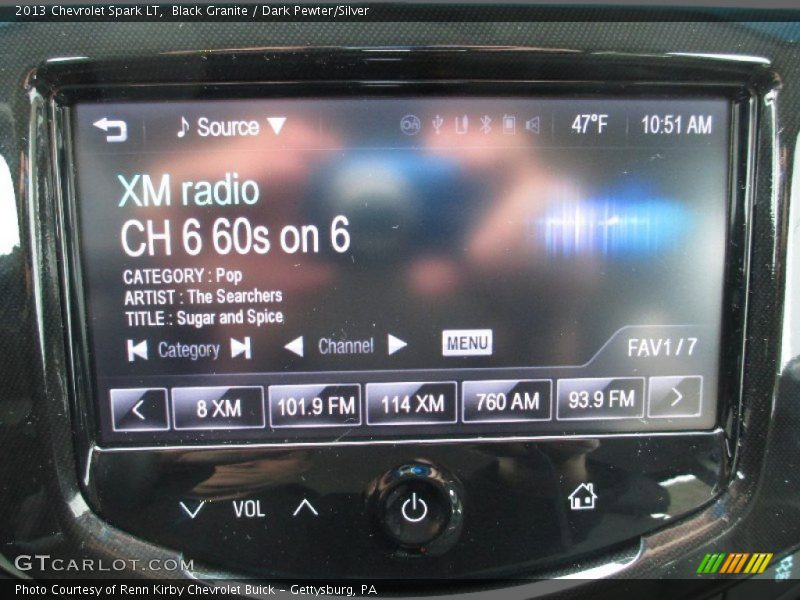 2013 Chevrolet Spark LT, Black Granite / Dark Pewter/Silver
Source 47°F 10:51 AM
XM radio
CH 6 60s on 6
CATEGORY : Pop
ARTIST : The Searchers
TITLE : Sugar and Spice
Category Channel MENU FAV1/7
8 XM 101.9 FM 114 XM 760 AM 93.9 FM
VOL
GTCARLOT.COM
Photo Courtesy of Renn Kirby Chevrolet Buick – Gettysburg, PA